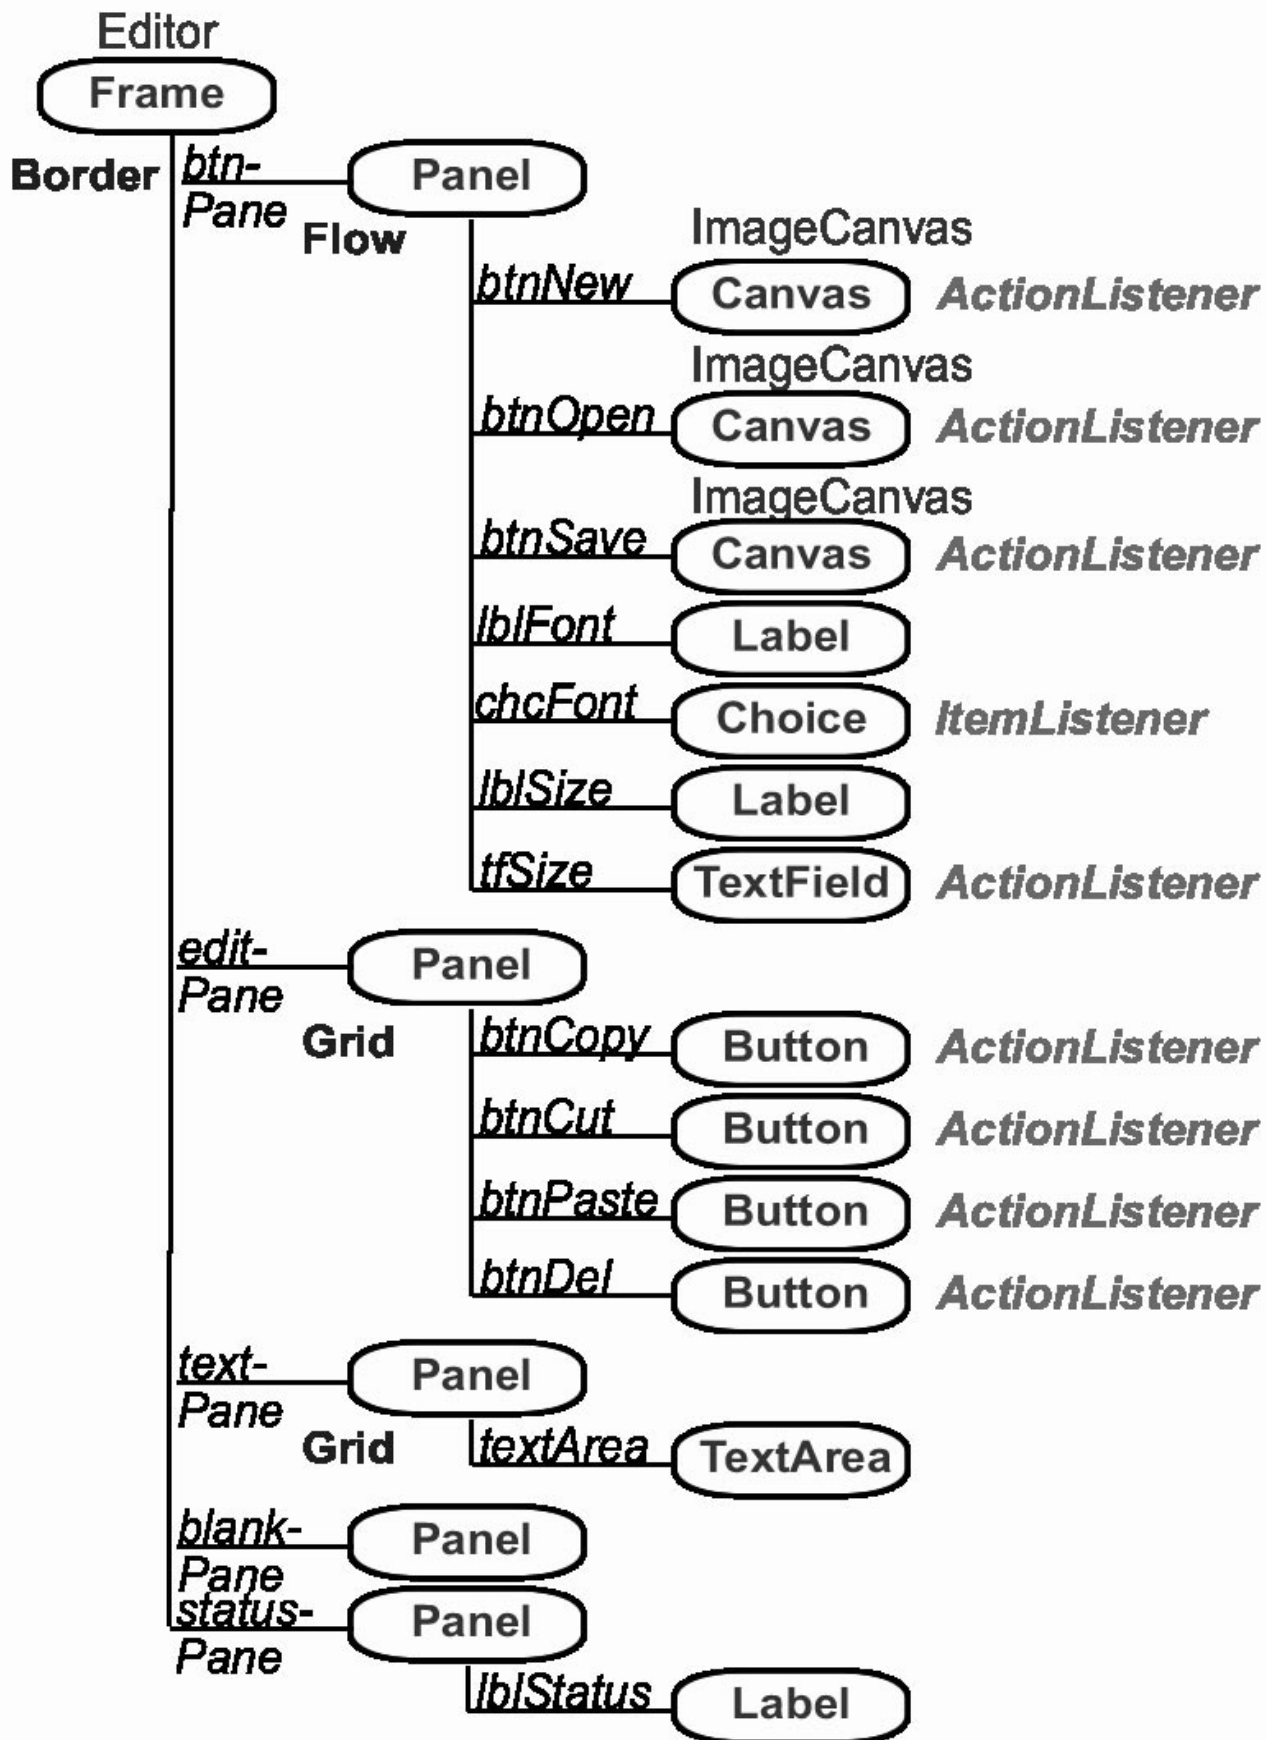 Editor
Frame
Border
btn-
Pane
Panel
Flow
ImageCanvas
btnNew
Canvas
ActionListener
ImageCanvas
btnOpen
Canvas
ActionListener
ImageCanvas
btnSave
Canvas
ActionListener
lblFont
Label
chcFont
Choice
ItemListener
lblSize
Label
tfSize
TextField
ActionListener
edit-
Pane
Panel
Grid
btnCopy
Button
ActionListener
btnCut
Button
ActionListener
btnPaste
Button
ActionListener
btnDel
Button
ActionListener
text-
Pane
Panel
Grid
textArea
TextArea
blank-
Pane
Panel
status-
Pane
Panel
lblStatus
Label